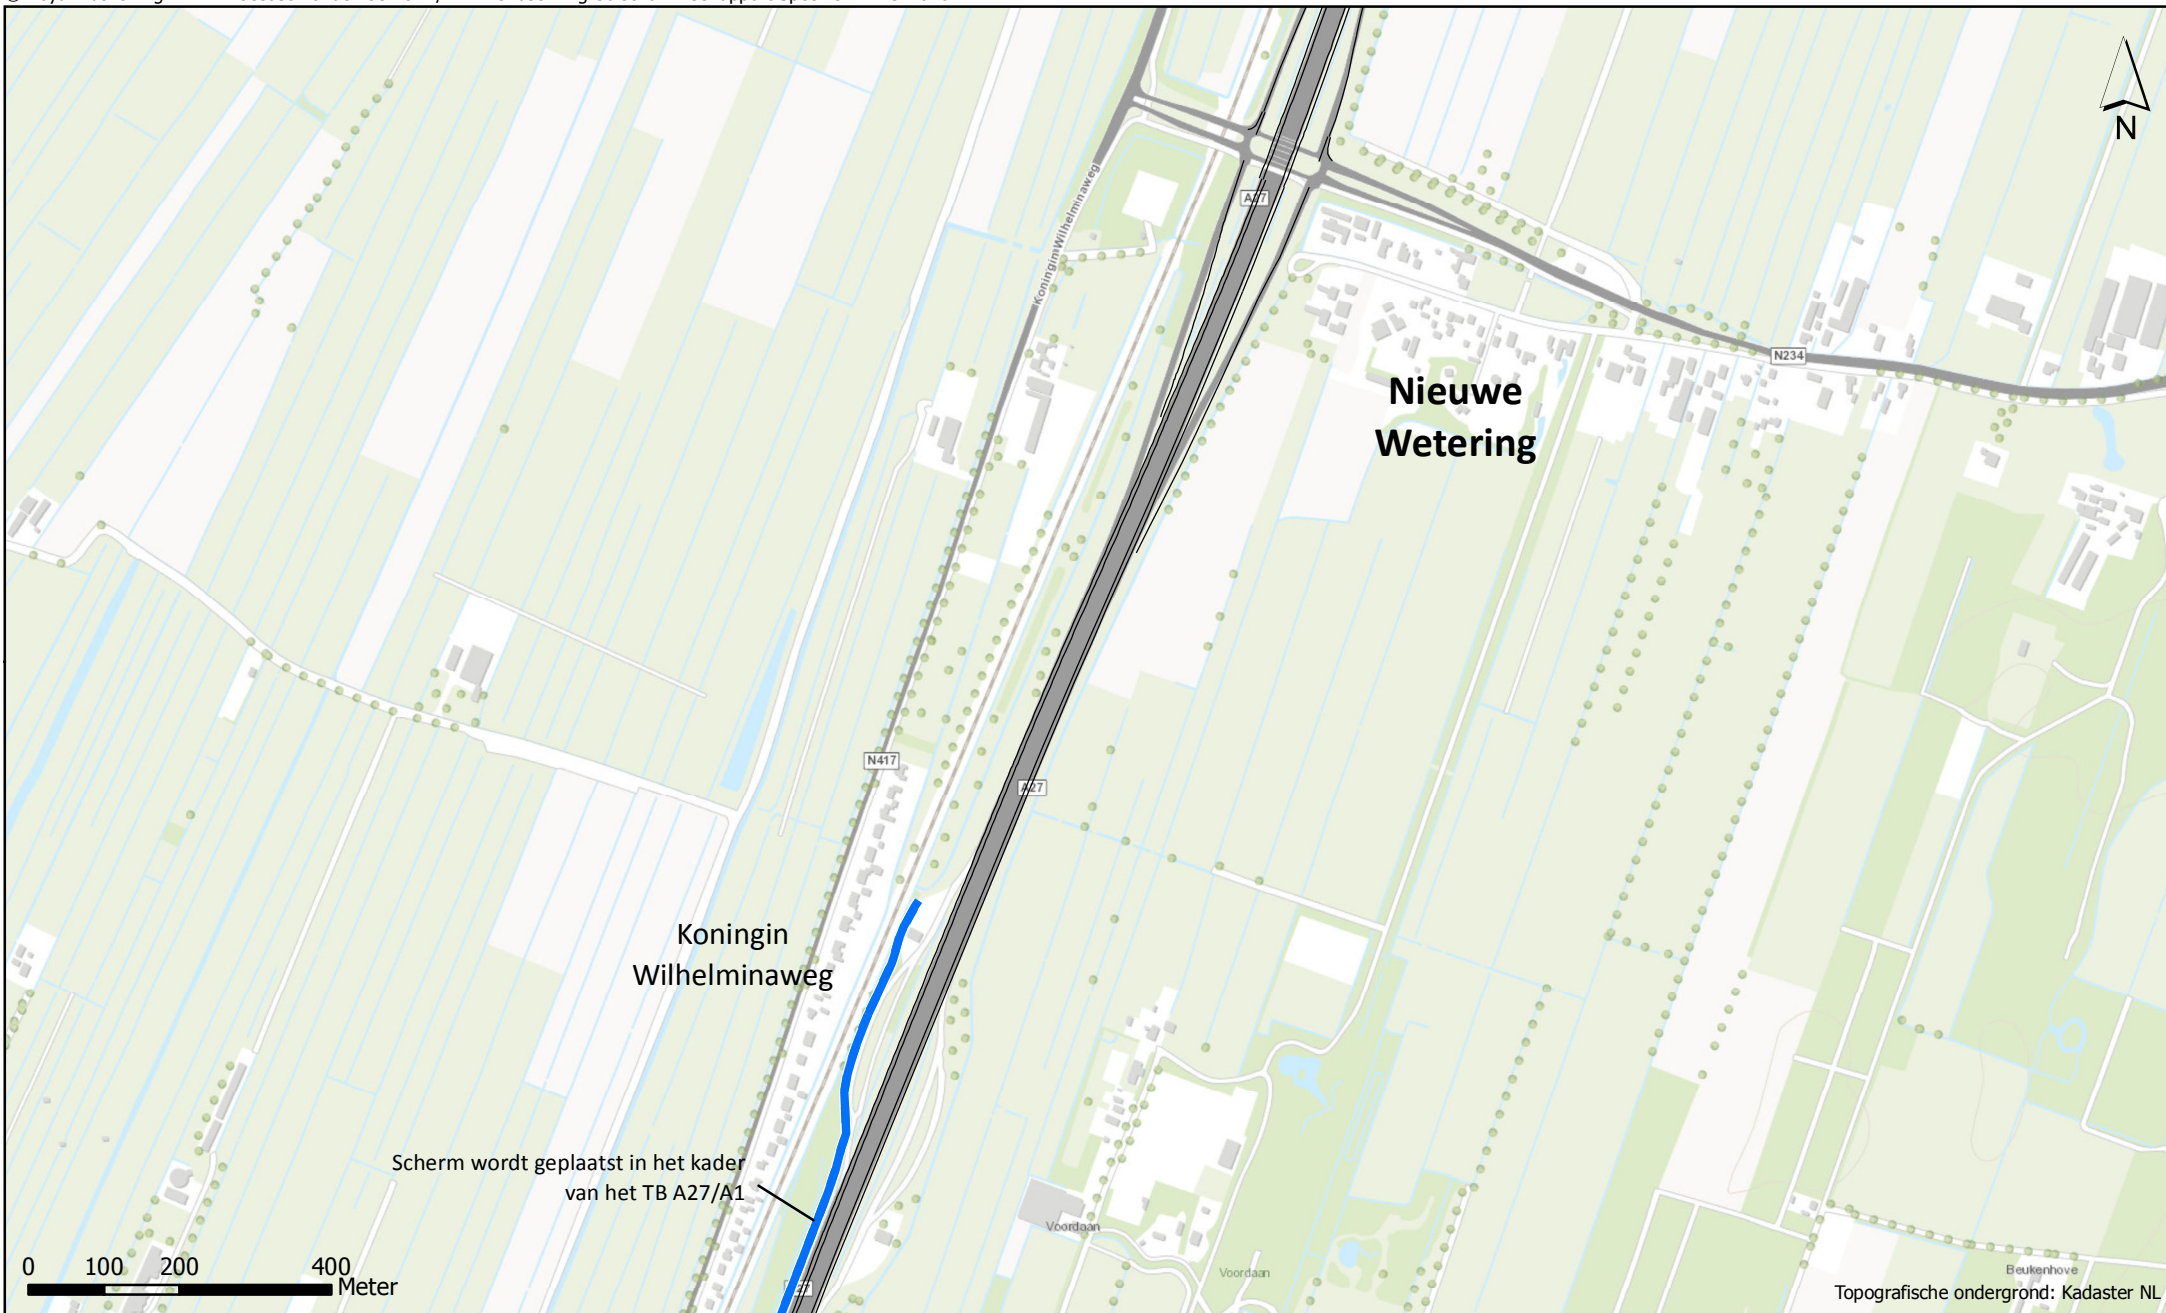 N
A27
Koningin Wilhelminaweg
N234
Nieuwe
Wetering
N417
A27
Koningin
Wilhelminaweg
Scherm wordt geplaatst in het kader
van het TB A27/A1
Voordaan
Voordaan
Beukenhove
0 100 200 400
Meter
Topografische ondergrond: Kadaster NL